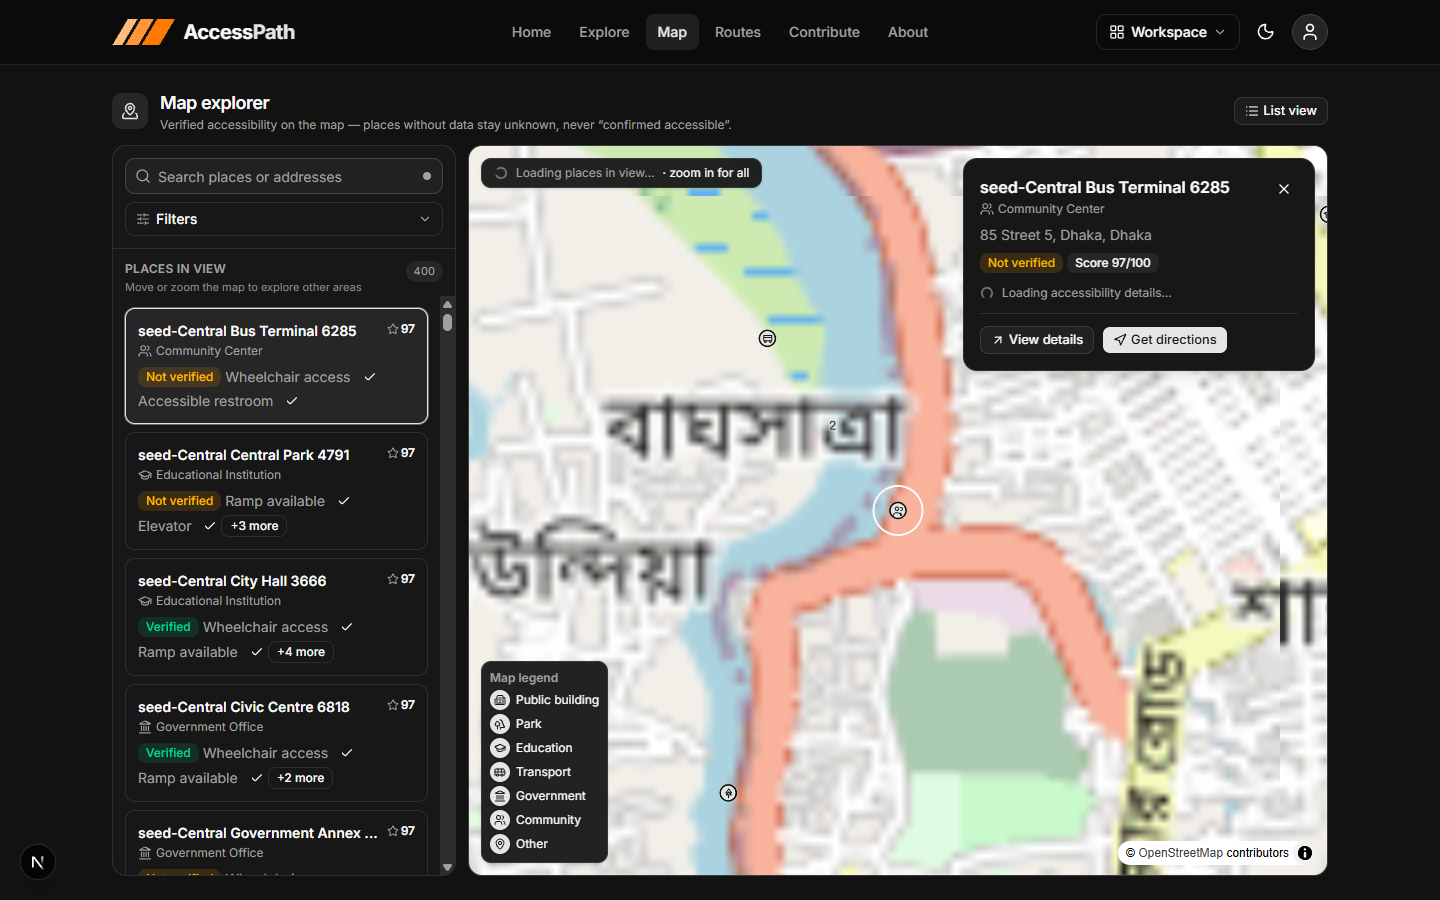 AccessPath
Home
Explore
Map
Routes
Contribute
About
Workspace
Map explorer
Verified accessibility on the map — places without data stay unknown, never “confirmed accessible”.
List view
Search places or addresses
Filters
PLACES IN VIEW
400
Move or zoom the map to explore other areas
seed-Central Bus Terminal 6285
97
Community Center
Not verified Wheelchair access
Accessible restroom
seed-Central Central Park 4791
97
Educational Institution
Not verified Ramp available
Elevator +3 more
seed-Central City Hall 3666
97
Educational Institution
Verified Wheelchair access
Ramp available +4 more
seed-Central Civic Centre 6818
97
Government Office
Verified Wheelchair access
Ramp available +2 more
seed-Central Government Annex ...
97
Government Office
Loading places in view... · zoom in for all
seed-Central Bus Terminal 6285
Community Center
85 Street 5, Dhaka, Dhaka
Not verified Score 97/100
Loading accessibility details...
View details
Get directions
বাঘসাত্রা
2
উন্দিয়া
রোড
Map legend
Public building
Park
Education
Transport
Government
Community
Other
© OpenStreetMap contributors
N